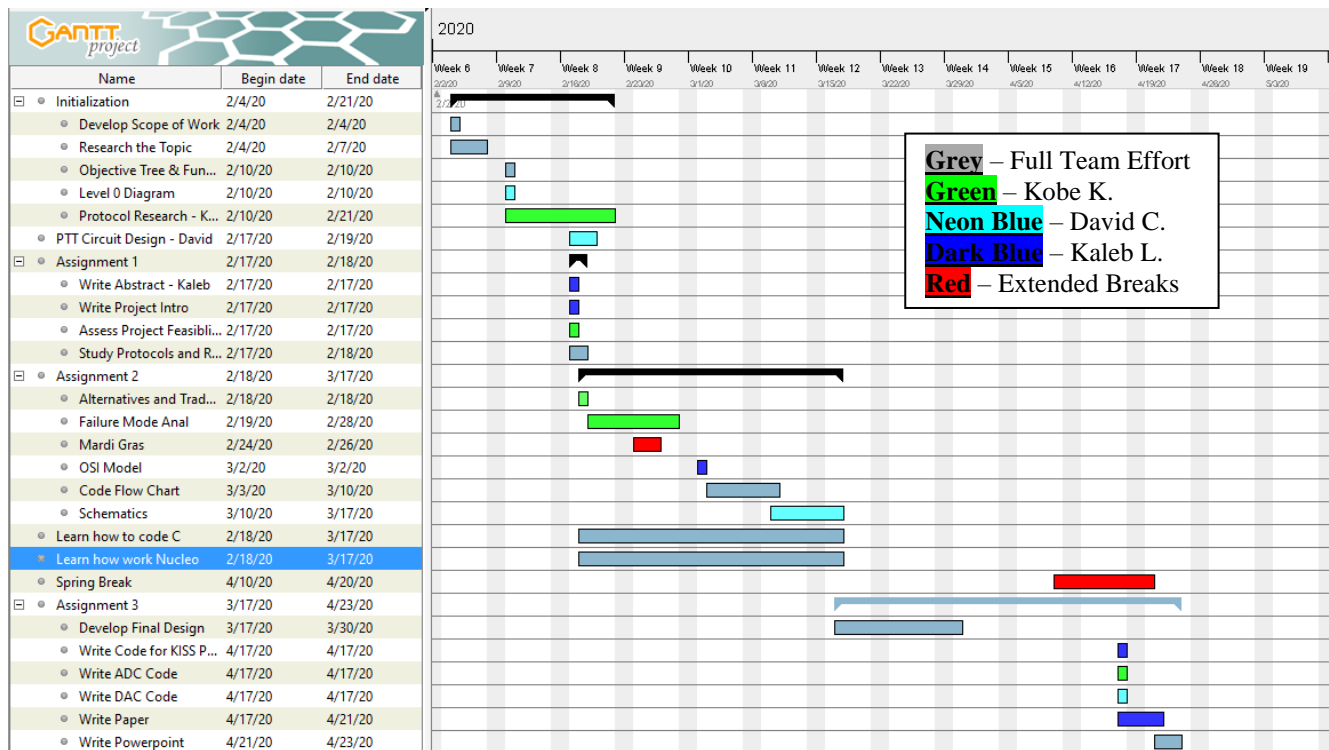 GANTT project
2020
Name Begin date End date
Week 6 Week 7 Week 8 Week 9 Week 10 Week 11 Week 12 Week 13 Week 14 Week 15 Week 16 Week 17 Week 18 Week 19
2/2/20 2/9/20 2/16/20 2/23/20 3/1/20 3/8/20 3/15/20 3/22/20 3/29/20 4/5/20 4/12/20 4/19/20 4/26/20 5/3/20
Initialization 2/4/20 2/21/20
Develop Scope of Work 2/4/20 2/4/20
Research the Topic 2/4/20 2/7/20
Objective Tree & Fun... 2/10/20 2/10/20
Level 0 Diagram 2/10/20 2/10/20
Protocol Research - K... 2/10/20 2/21/20
PTT Circuit Design - David 2/17/20 2/19/20
Assignment 1 2/17/20 2/18/20
Write Abstract - Kaleb 2/17/20 2/17/20
Write Project Intro 2/17/20 2/17/20
Assess Project Feasibli... 2/17/20 2/17/20
Study Protocols and R... 2/17/20 2/18/20
Assignment 2 2/18/20 3/17/20
Alternatives and Trad... 2/18/20 2/18/20
Failure Mode Anal 2/19/20 2/28/20
Mardi Gras 2/24/20 2/26/20
OSI Model 3/2/20 3/2/20
Code Flow Chart 3/3/20 3/10/20
Schematics 3/10/20 3/17/20
Learn how to code C 2/18/20 3/17/20
Learn how work Nucleo 2/18/20 3/17/20
Spring Break 4/10/20 4/20/20
Assignment 3 3/17/20 4/23/20
Develop Final Design 3/17/20 3/30/20
Write Code for KISS P... 4/17/20 4/17/20
Write ADC Code 4/17/20 4/17/20
Write DAC Code 4/17/20 4/17/20
Write Paper 4/17/20 4/21/20
Write Powerpoint 4/21/20 4/23/20
Grey – Full Team Effort
Green – Kobe K.
Neon Blue – David C.
Dark Blue – Kaleb L.
Red – Extended Breaks